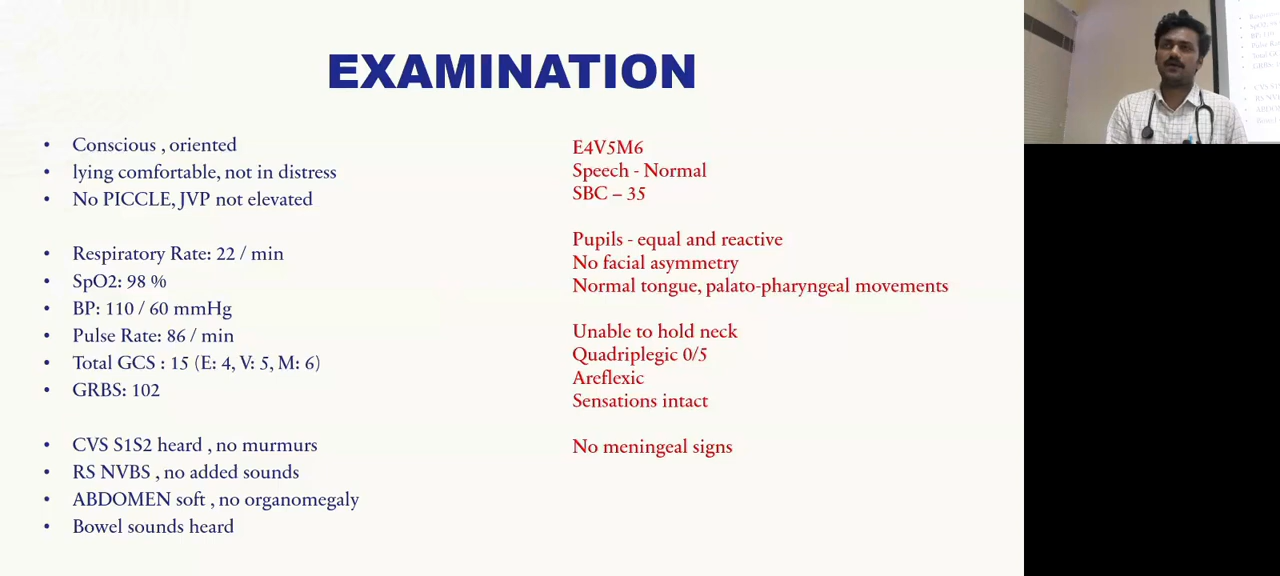 EXAMINATION
• Conscious , oriented
• lying comfortable, not in distress
• No PICCLE, JVP not elevated
• Respiratory Rate: 22 / min
• SpO2: 98 %
• BP: 110 / 60 mmHg
• Pulse Rate: 86 / min
• Total GCS : 15 (E: 4, V: 5, M: 6)
• GRBS: 102
• CVS S1S2 heard , no murmurs
• RS NVBS , no added sounds
• ABDOMEN soft , no organomegaly
• Bowel sounds heard
E4V5M6
Speech - Normal
SBC – 35
Pupils - equal and reactive
No facial asymmetry
Normal tongue, palato-pharyngeal movements
Unable to hold neck
Quadriplegic 0/5
Areflexic
Sensations intact
No meningeal signs